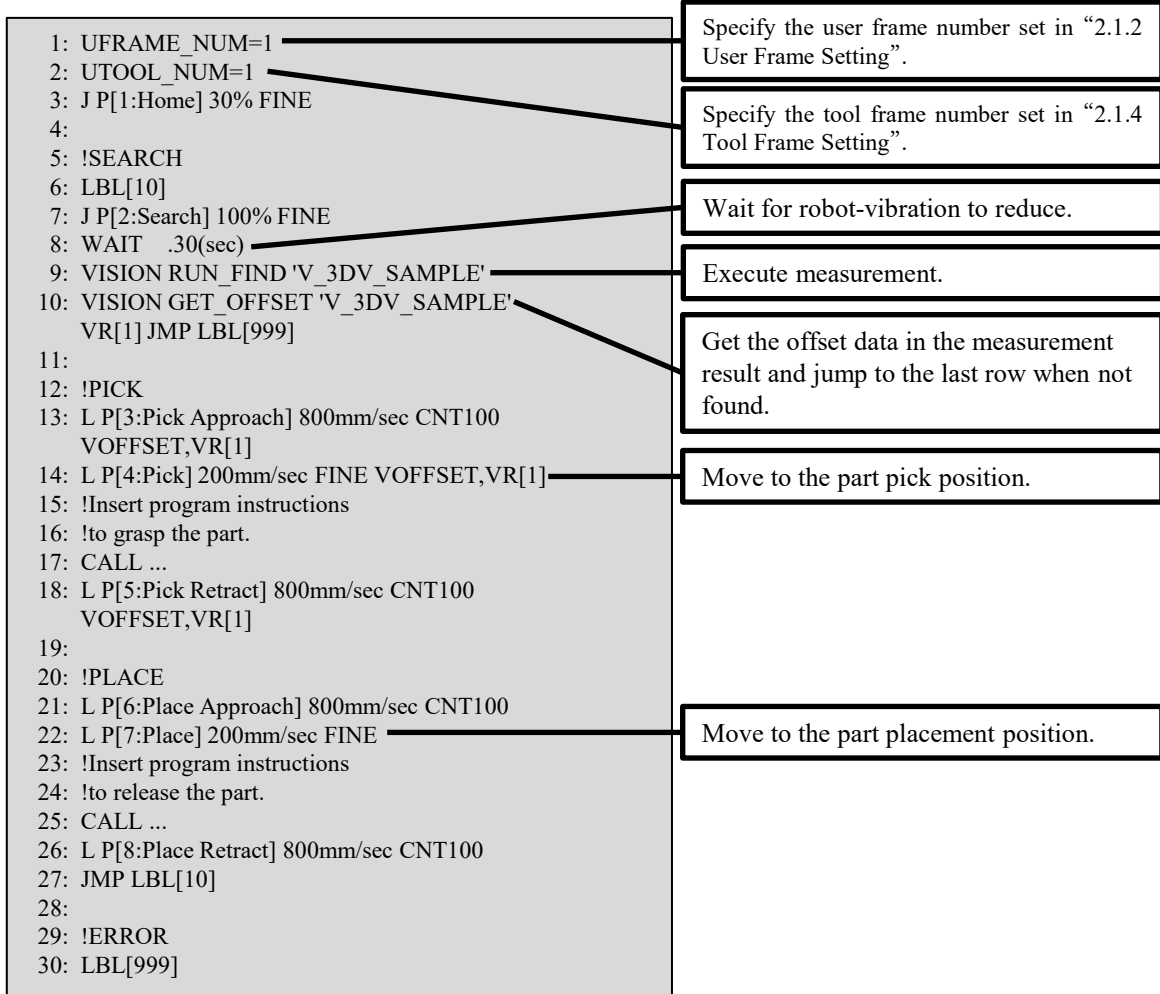 1: UFRAME_NUM=1
2: UTOOL_NUM=1
3: J P[1:Home] 30% FINE
4:
5: !SEARCH
6: LBL[10]
7: J P[2:Search] 100% FINE
8: WAIT .30(sec)
9: VISION RUN_FIND 'V_3DV_SAMPLE'
10: VISION GET_OFFSET 'V_3DV_SAMPLE'
VR[1] JMP LBL[999]
11:
12: !PICK
13: L P[3:Pick Approach] 800mm/sec CNT100
VOFFSET,VR[1]
14: L P[4:Pick] 200mm/sec FINE VOFFSET,VR[1]
15: !Insert program instructions
16: !to grasp the part.
17: CALL ...
18: L P[5:Pick Retract] 800mm/sec CNT100
VOFFSET,VR[1]
19:
20: !PLACE
21: L P[6:Place Approach] 800mm/sec CNT100
22: L P[7:Place] 200mm/sec FINE
23: !Insert program instructions
24: !to release the part.
25: CALL ...
26: L P[8:Place Retract] 800mm/sec CNT100
27: JMP LBL[10]
28:
29: !ERROR
30: LBL[999]
Specify the user frame number set in “2.1.2
User Frame Setting”.
Specify the tool frame number set in “2.1.4
Tool Frame Setting”.
Wait for robot-vibration to reduce.
Execute measurement.
Get the offset data in the measurement
result and jump to the last row when not
found.
Move to the part pick position.
Move to the part placement position.